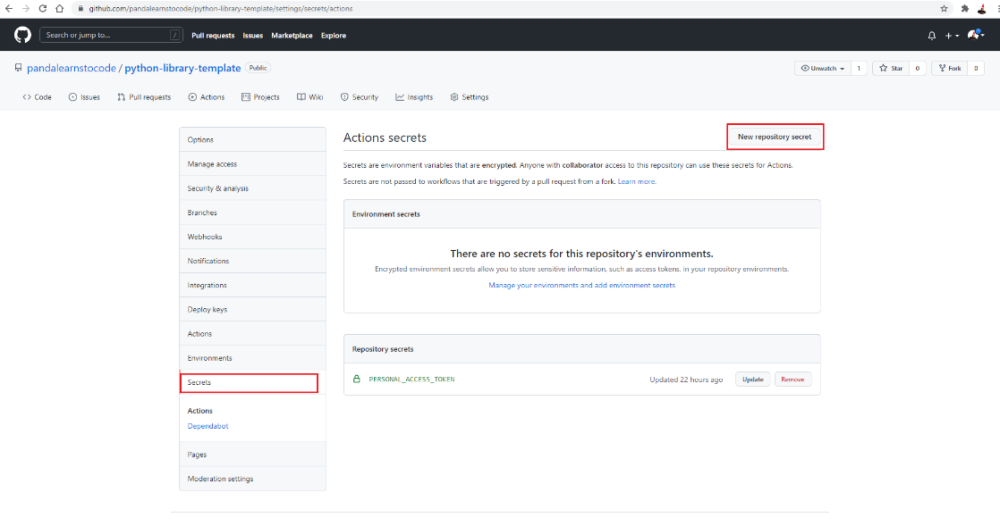 github.com/pandalearnstocode/python-library-template/settings/secrets/actions
Search or jump to... /
Pull requests Issues Marketplace Explore
pandalearnstocode / python-library-template Public
Unwatch 1 Star 0 Fork 0
Code Issues Pull requests Actions Projects Wiki Security Insights Settings
Options
Manage access
Security & analysis
Branches
Webhooks
Notifications
Integrations
Deploy keys
Actions
Environments
Secrets
Actions
Dependabot
Pages
Moderation settings
Actions secrets
New repository secret
Secrets are environment variables that are encrypted. Anyone with collaborator access to this repository can use these secrets for Actions.
Secrets are not passed to workflows that are triggered by a pull request from a fork. Learn more.
Environment secrets
There are no secrets for this repository's environments.
Encrypted environment secrets allow you to store sensitive information, such as access tokens, in your repository environments.
Manage your environments and add environment secrets
Repository secrets
PERSONAL_ACCESS_TOKEN Updated 22 hours ago Update Remove